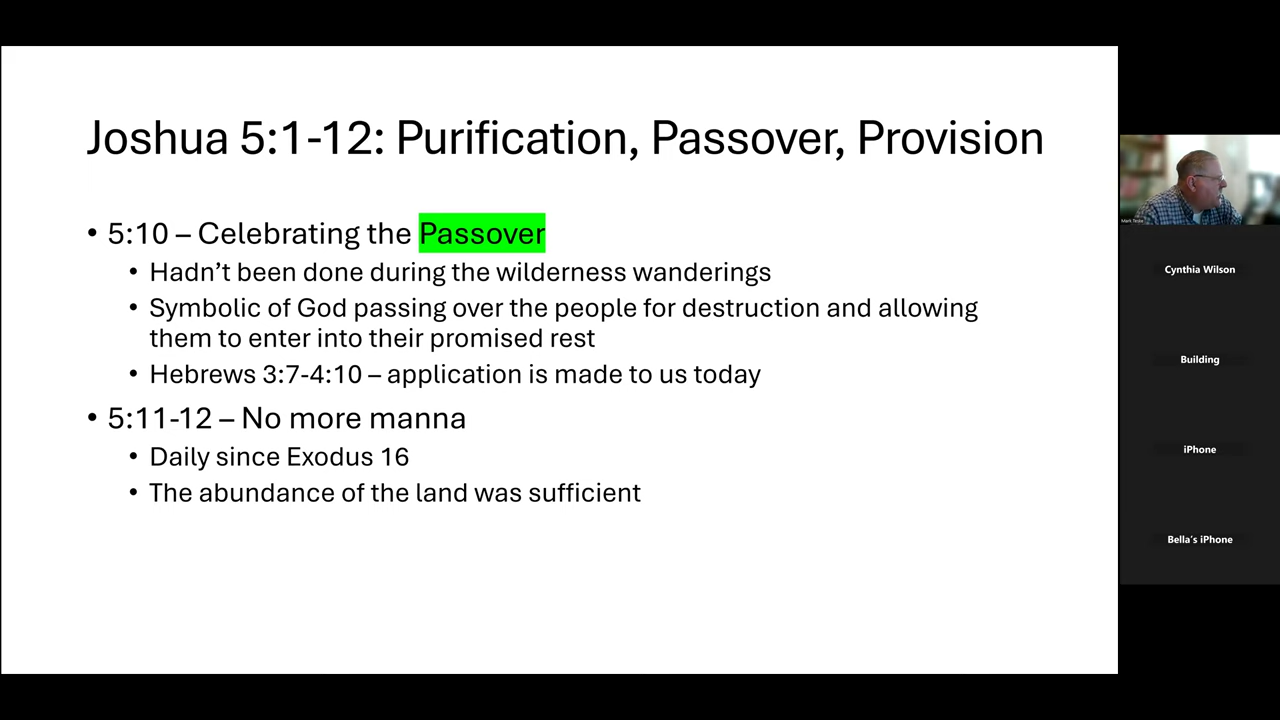 Joshua 5:1-12: Purification, Passover, Provision
• 5:10 – Celebrating the Passover
• Hadn’t been done during the wilderness wanderings
• Symbolic of God passing over the people for destruction and allowing
them to enter into their promised rest
• Hebrews 3:7-4:10 – application is made to us today
• 5:11-12 – No more manna
• Daily since Exodus 16
• The abundance of the land was sufficient
Mark Teske
Cynthia Wilson
Building
iPhone
Bella’s iPhone